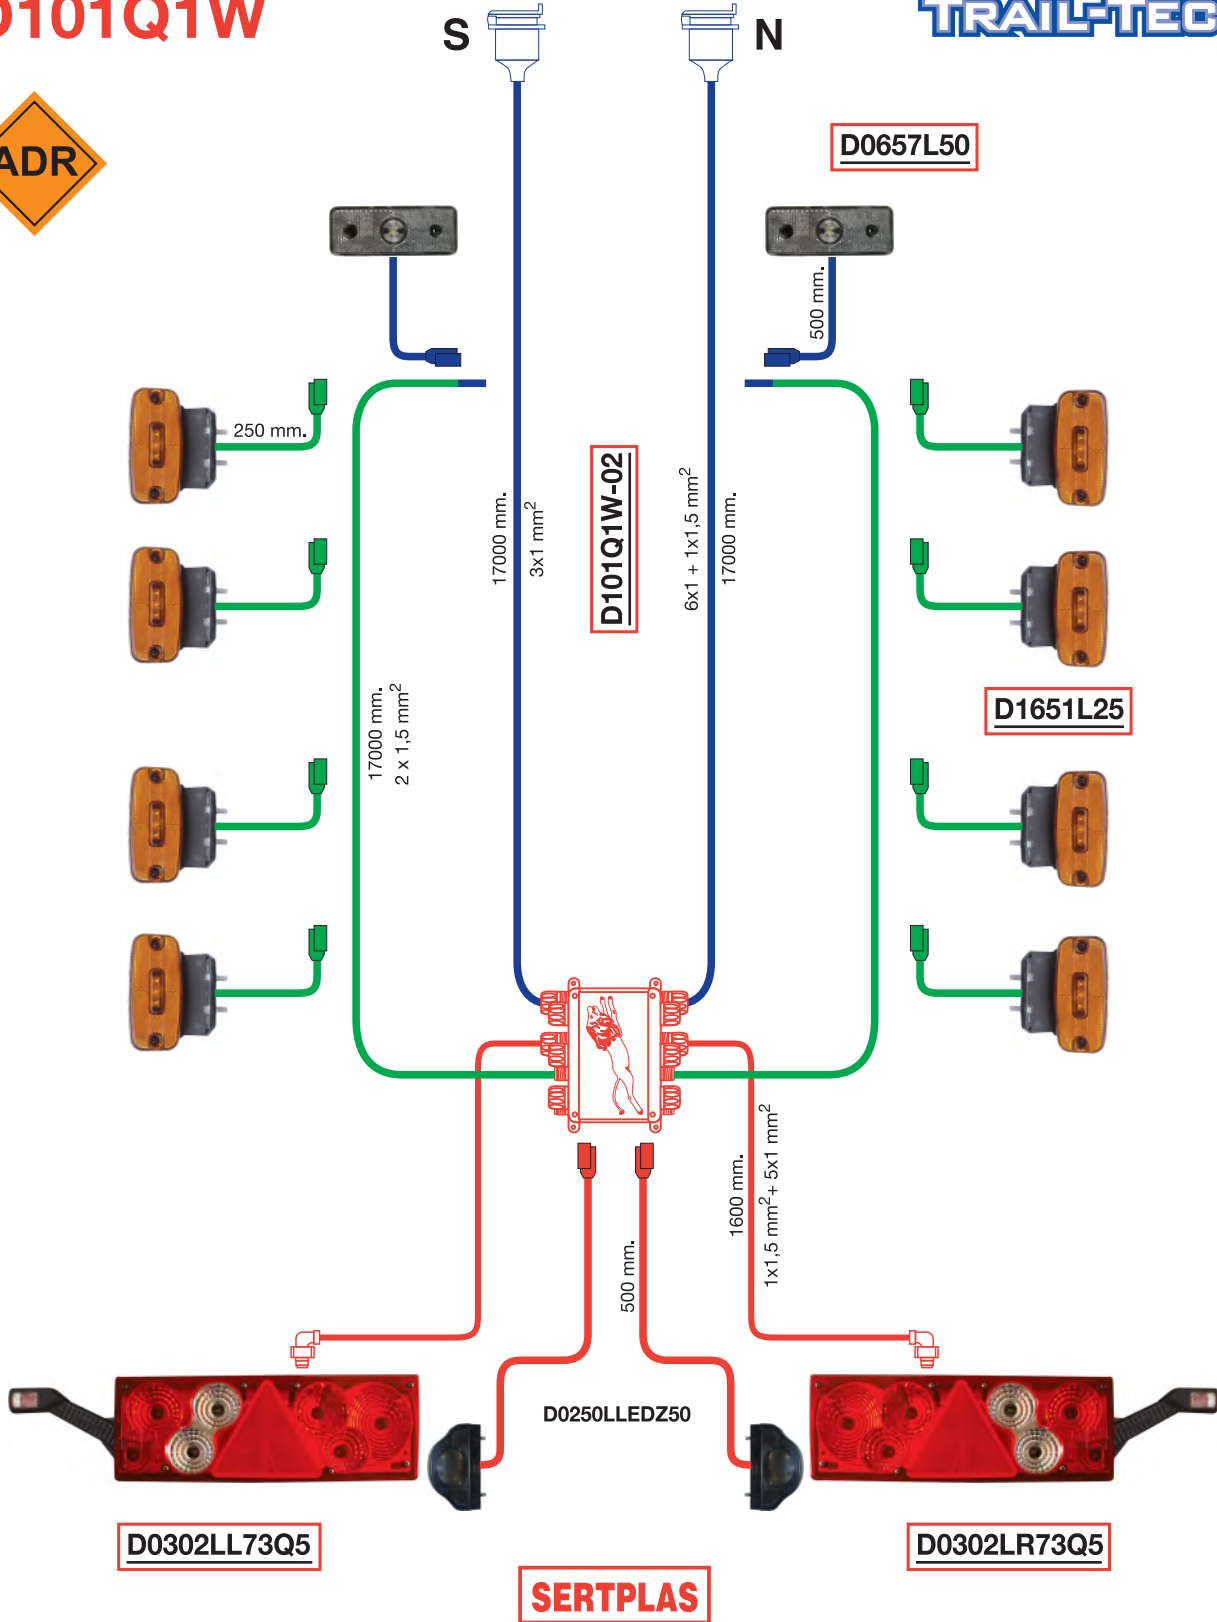 D101Q1W
TRAIL-TEC
S
N
ADR
D0657L50
500 mm.
250 mm.
17000 mm.
3x1 mm²
D101Q1W-02
6x1 + 1x1,5 mm²
17000 mm.
17000 mm.
2 x 1,5 mm²
D1651L25
1600 mm.
1x1,5 mm²+ 5x1 mm²
500 mm.
D0250LLEDZ50
D0302LL73Q5
D0302LR73Q5
SERTPLAS